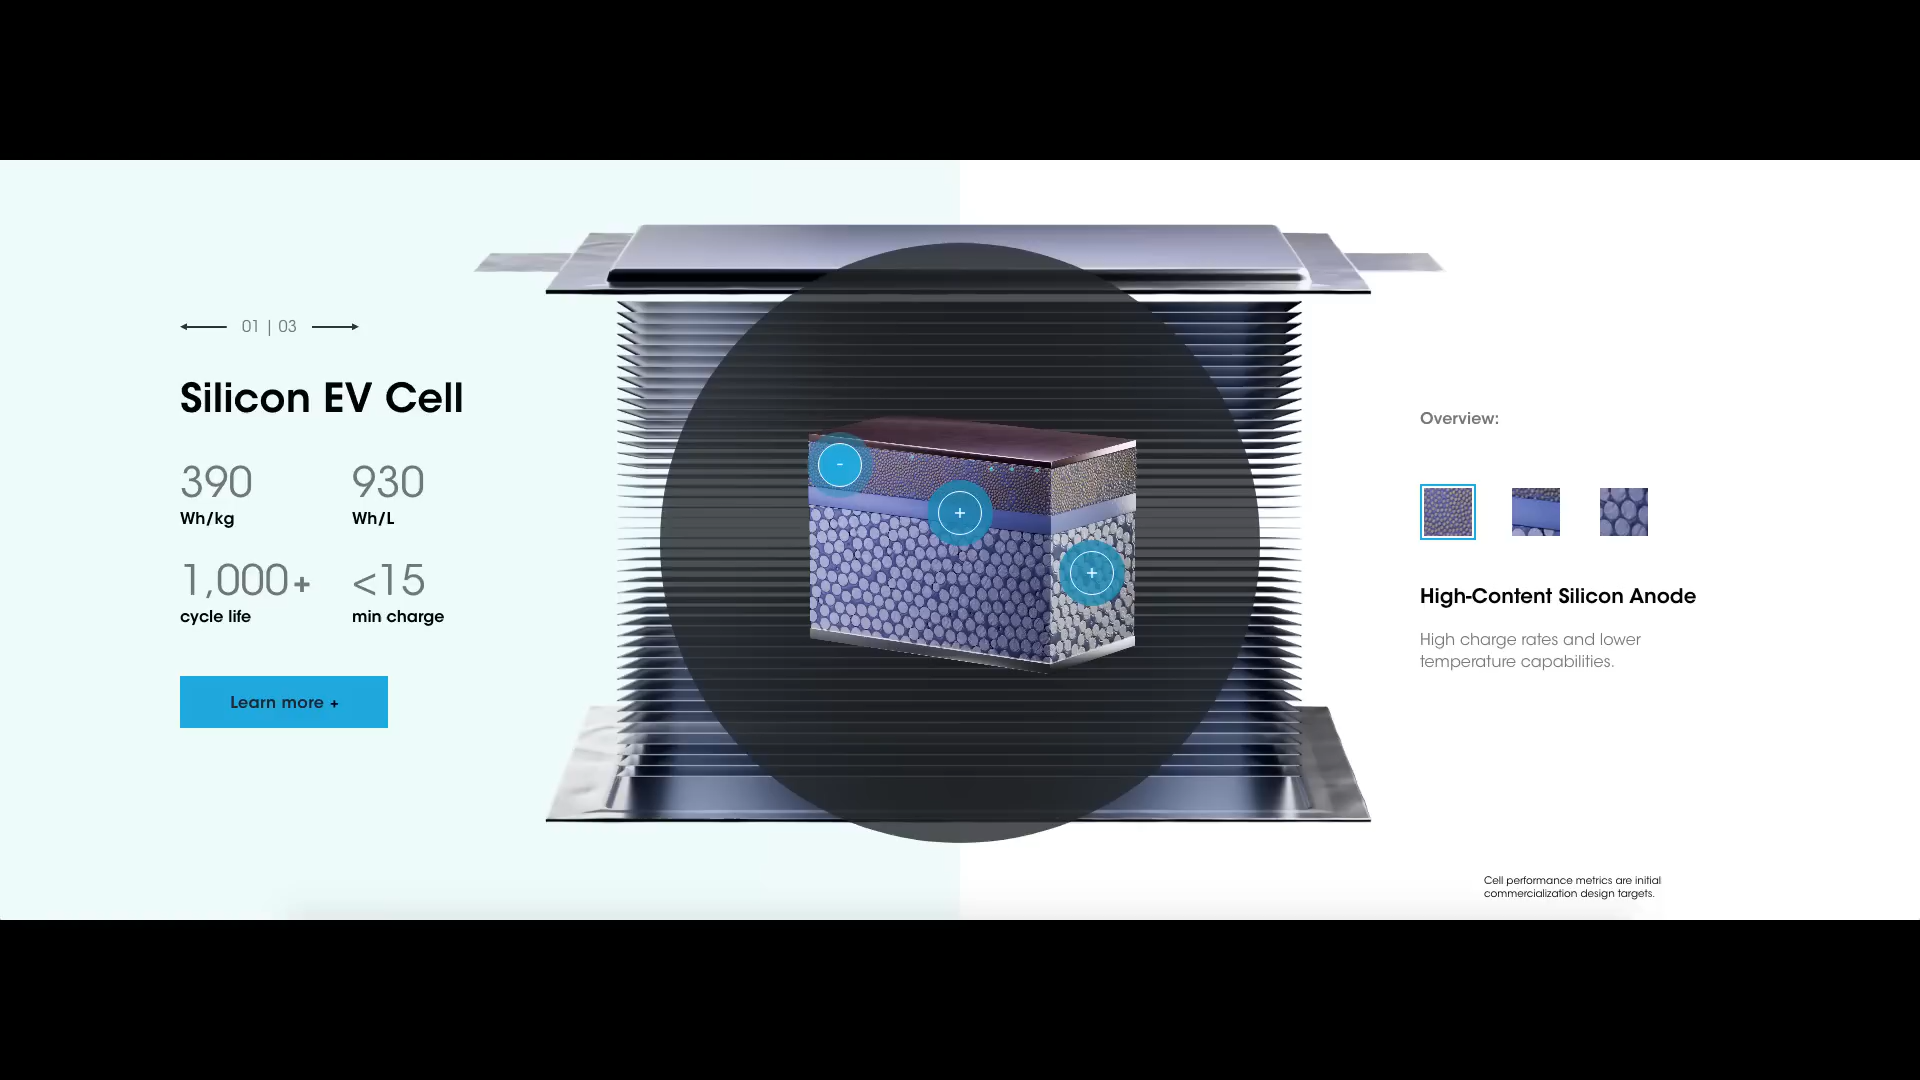 01 | 03
Silicon EV Cell
390
Wh/kg
930
Wh/L
1,000+
cycle life
<15
min charge
Learn more +
-
+
+
Overview:
High-Content Silicon Anode
High charge rates and lower
temperature capabilities.
Cell performance metrics are initial
commercialization design targets.